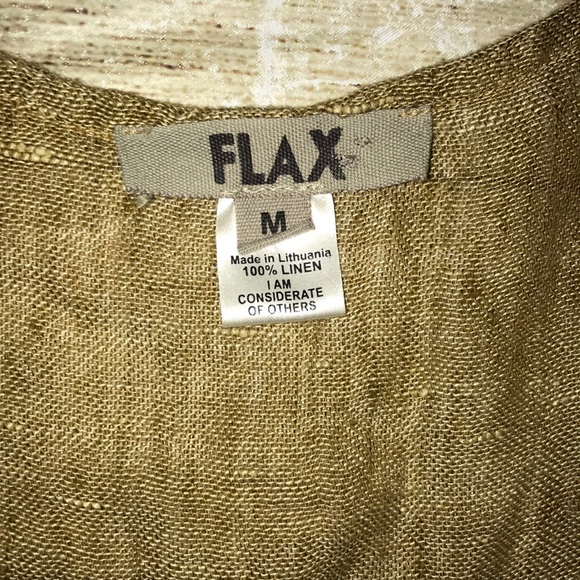 FLAX
M
Made in Lithuania
100% LINEN
I AM
CONSIDERATE
OF OTHERS